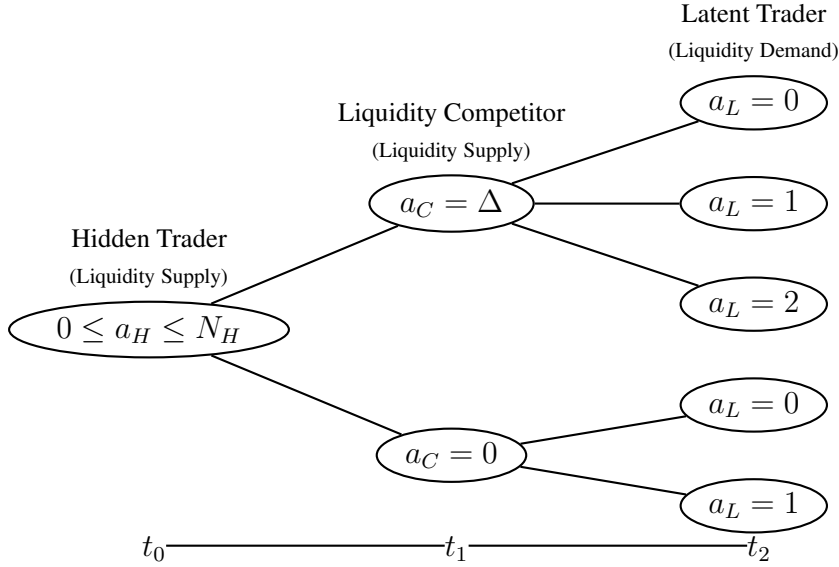 Latent Trader
(Liquidity Demand)
a_L = 0
Liquidity Competitor
(Liquidity Supply)
a_C = Δ
a_L = 1
Hidden Trader
(Liquidity Supply)
a_L = 2
0 ≤ a_H ≤ N_H
a_L = 0
a_C = 0
a_L = 1
t_0 t_1 t_2